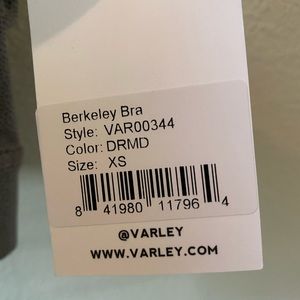 Berkeley Bra
Style: VAR00344
Color: DRMD
Size: XS
8 41980 11796 4
@VARLEY
WWW.VARLEY.COM